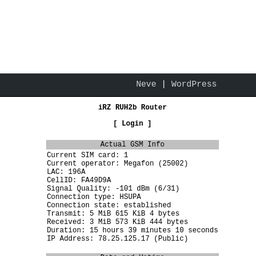 Neve | WordPress
iRZ RUH2b Router
[ Login ]
Actual GSM Info
Current SIM card: 1
Current operator: Megafon (25002)
LAC: 196A
CellID: FA49D9A
Signal Quality: -101 dBm (6/31)
Connection type: HSUPA
Connection state: established
Transmit: 5 MiB 615 KiB 4 bytes
Received: 3 MiB 573 KiB 444 bytes
Duration: 15 hours 39 minutes 10 seconds
IP Address: 78.25.125.17 (Public)